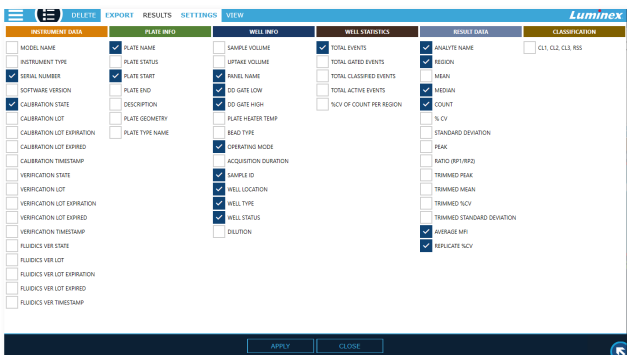 DELETE EXPORT RESULTS SETTINGS VIEW Luminex
INSTRUMENT DATA
MODEL NAME
INSTRUMENT TYPE
SERIAL NUMBER
SOFTWARE VERSION
CALIBRATION STATE
CALIBRATION LOT
CALIBRATION LOT EXPIRATION
CALIBRATION LOT EXPIRED
CALIBRATION TIMESTAMP
VERIFICATION STATE
VERIFICATION LOT
VERIFICATION LOT EXPIRATION
VERIFICATION LOT EXPIRED
VERIFICATION TIMESTAMP
FLUIDICS VER STATE
FLUIDICS VER LOT
FLUIDICS VER LOT EXPIRATION
FLUIDICS VER LOT EXPIRED
FLUIDICS VER TIMESTAMP
PLATE INFO
PLATE NAME
PLATE STATUS
PLATE START
PLATE END
DESCRIPTION
PLATE GEOMETRY
PLATE TYPE NAME
WELL INFO
SAMPLE VOLUME
UPTAKE VOLUME
PANEL NAME
DD GATE LOW
DD GATE HIGH
PLATE HEATER TEMP
BEAD TYPE
OPERATING MODE
ACQUISITION DURATION
SAMPLE ID
WELL LOCATION
WELL TYPE
WELL STATUS
DILUTION
WELL STATISTICS
TOTAL EVENTS
TOTAL GATED EVENTS
TOTAL CLASSIFIED EVENTS
TOTAL ACTIVE EVENTS
%CV OF COUNT PER REGION
RESULT DATA
ANALYTE NAME
REGION
MEAN
MEDIAN
COUNT
% CV
STANDARD DEVIATION
PEAK
RATIO (RP1/RP2)
TRIMMED PEAK
TRIMMED MEAN
TRIMMED %CV
TRIMMED STANDARD DEVIATION
AVERAGE MFI
REPLICATE %CV
CLASSIFICATION
CL1, CL2, CL3, RSS
APPLY CLOSE